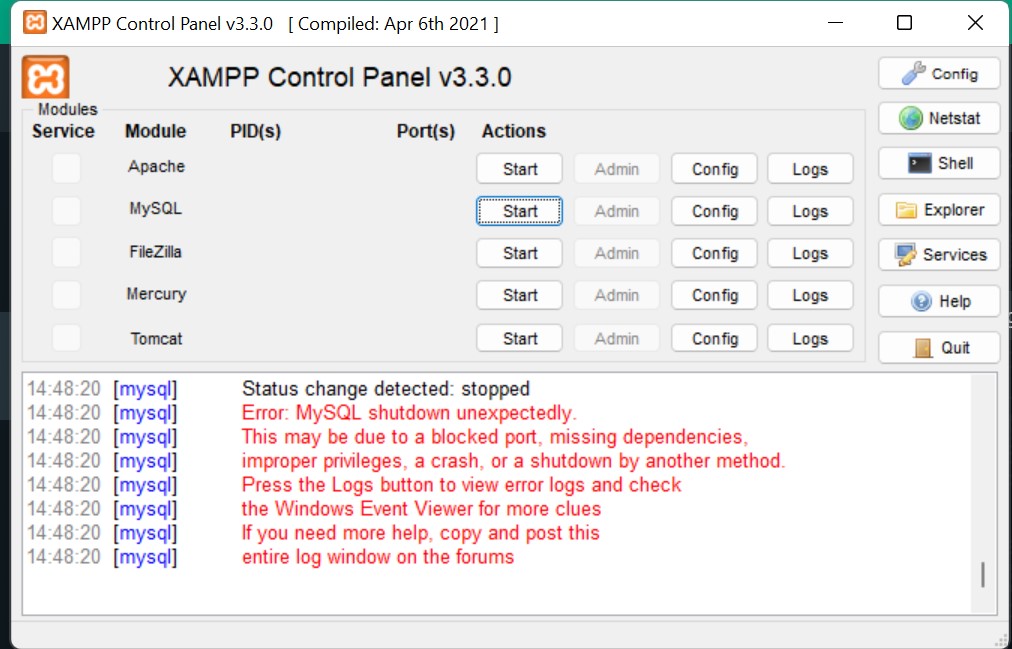 XAMPP Control Panel v3.3.0 [ Compiled: Apr 6th 2021 ]
XAMPP Control Panel v3.3.0
Modules
Service Module PID(s) Port(s) Actions
Apache Start Admin Config Logs
MySQL Start Admin Config Logs
FileZilla Start Admin Config Logs
Mercury Start Admin Config Logs
Tomcat Start Admin Config Logs
Config
Netstat
Shell
Explorer
Services
Help
Quit
14:48:20 [mysql] Status change detected: stopped
14:48:20 [mysql] Error: MySQL shutdown unexpectedly.
14:48:20 [mysql] This may be due to a blocked port, missing dependencies,
14:48:20 [mysql] improper privileges, a crash, or a shutdown by another method.
14:48:20 [mysql] Press the Logs button to view error logs and check
14:48:20 [mysql] the Windows Event Viewer for more clues
14:48:20 [mysql] If you need more help, copy and post this
14:48:20 [mysql] entire log window on the forums